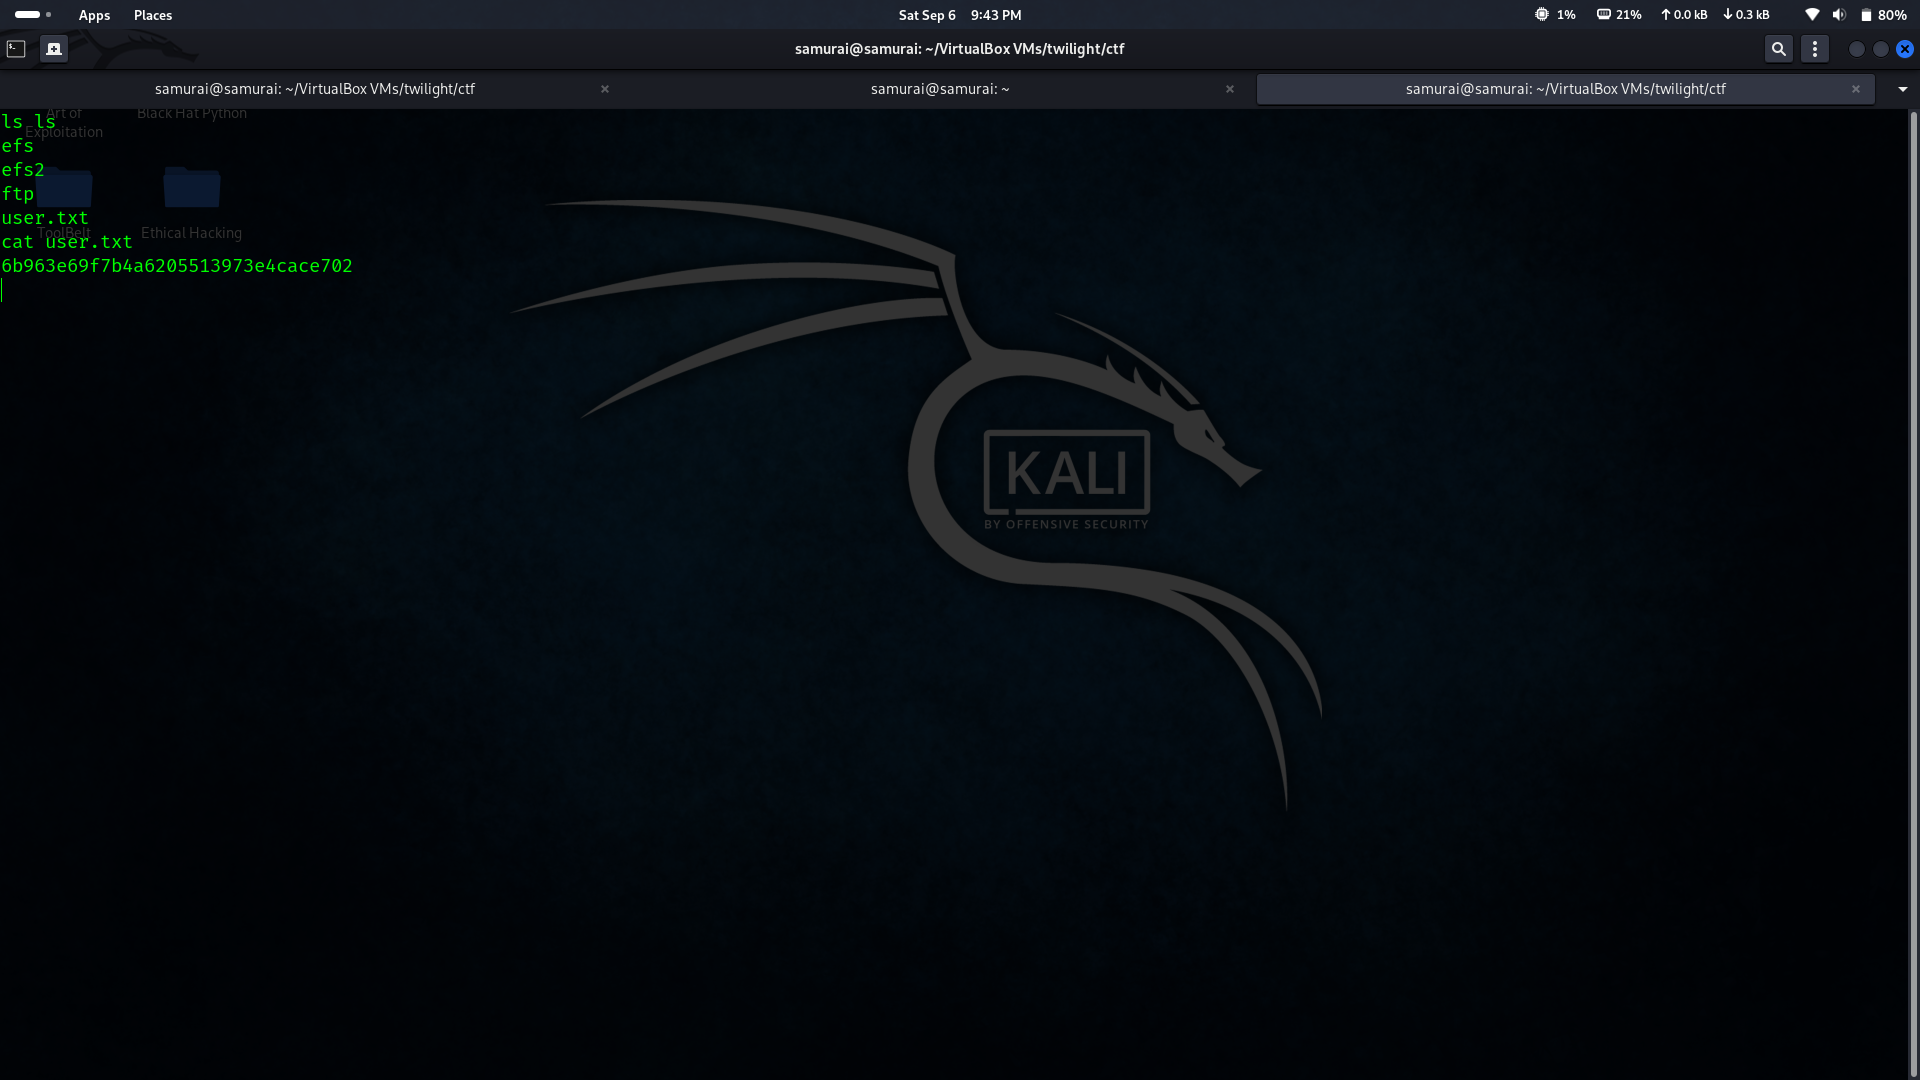 Apps Places Sat Sep 6 9:43 PM 1% 21% 0.0 kB 0.3 kB 80%
samurai@samurai: ~/VirtualBox VMs/twilight/ctf
samurai@samurai: ~/VirtualBox VMs/twilight/ctf samurai@samurai: ~ samurai@samurai: ~/VirtualBox VMs/twilight/ctf
Art of
Exploitation
Black Hat Python
ls ls
efs
efs2
ftp
user.txt
ToolBelt Ethical Hacking
cat user.txt
6b963e69f7b4a6205513973e4cace702
KALI
BY OFFENSIVE SECURITY